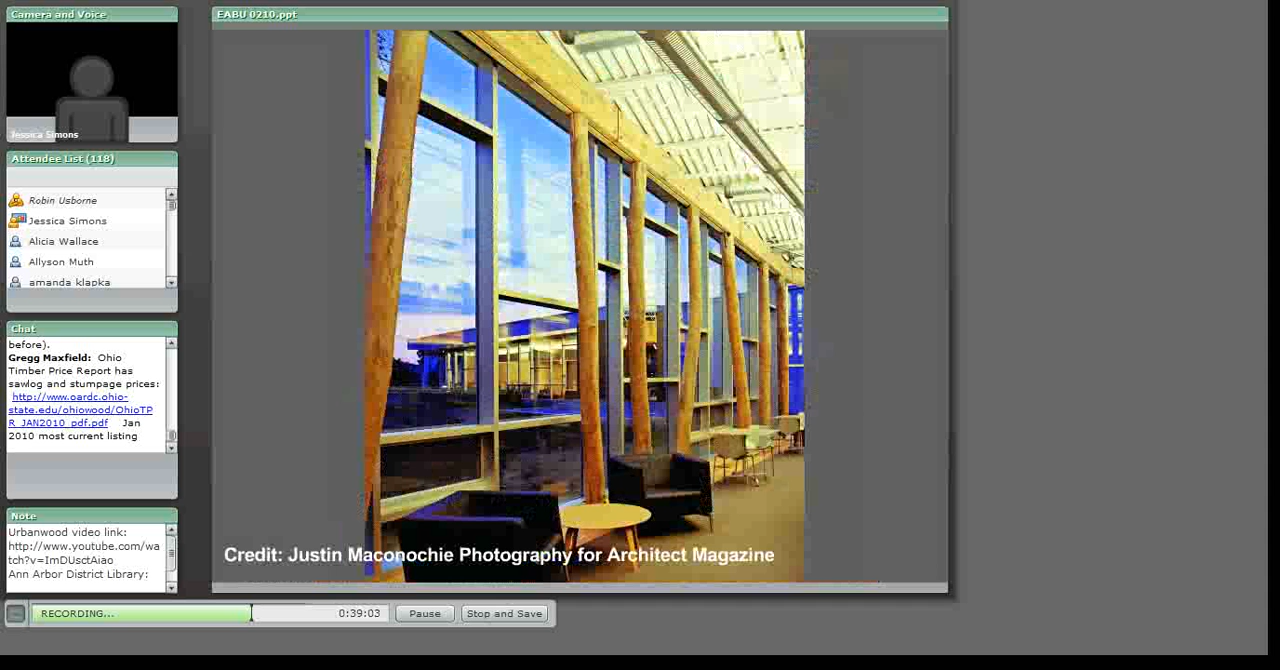 Camera and Voice
Jessica Simons
Attendee List (118)
Robin Usborne
Jessica Simons
Alicia Wallace
Allyson Muth
amanda klapka
Chat
before).
Gregg Maxfield: Ohio
Timber Price Report has
sawlog and stumpage prices:
http://www.oardc.ohio-
state.edu/ohiowood/OhioTP
R_JAN2010_pdf.pdf Jan
2010 most current listing
Note
Urbanwood video link:
http://www.youtube.com/wa
tch?v=ImDUsctAiao
Ann Arbor District Library:
EABU 0210.ppt
Credit: Justin Maconochie Photography for Architect Magazine
RECORDING... 0:39:03 Pause Stop and Save